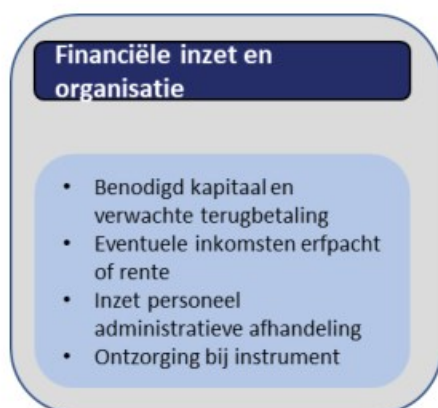 Financiële inzet en
organisatie
• Benodigd kapitaal en
verwachte terugbetaling
• Eventuele inkomsten erfpacht
of rente
• Inzet personeel
administratieve afhandeling
• Ontzorging bij instrument